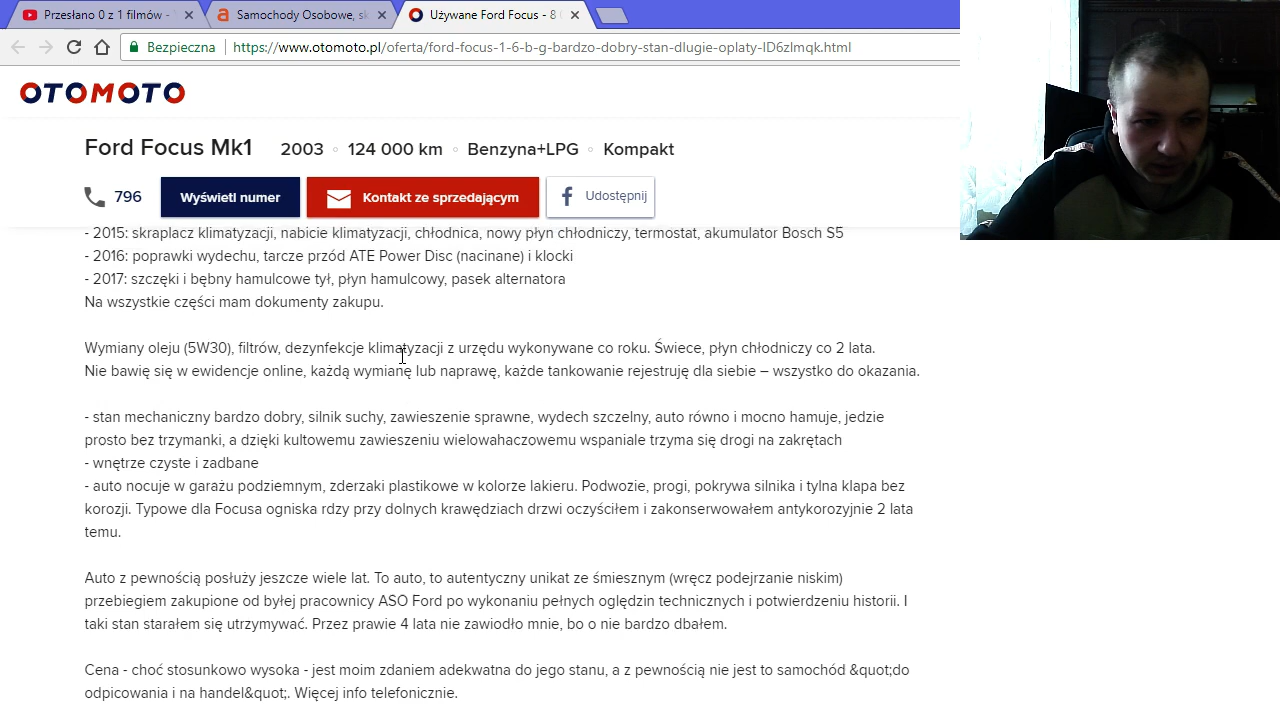 Przesłano 0 z 1 filmów -
Samochody Osobowe, sk
Używane Ford Focus - 8
Bezpieczna
https://www.otomoto.pl/oferta/ford-focus-1-6-b-g-bardzo-dobry-stan-dlugie-oplaty-ID6zlmqk.html
OTOMOTO
Ford Focus Mk1 2003 124 000 km Benzyna+LPG Kompakt
796 Wyświetl numer Kontakt ze sprzedającym Udostępnij
- 2015: skraplacz klimatyzacji, nabicie klimatyzacji, chłodnica, nowy płyn chłodniczy, termostat, akumulator Bosch S5
- 2016: poprawki wydechu, tarcze przód ATE Power Disc (nacinane) i klocki
- 2017: szczęki i bębny hamulcowe tył, płyn hamulcowy, pasek alternatora
Na wszystkie części mam dokumenty zakupu.
Wymiany oleju (5W30), filtrów, dezynfekcje klimatyzacji z urzędu wykonywane co roku. Świece, płyn chłodniczy co 2 lata.
Nie bawię się w ewidencje online, każdą wymianę lub naprawę, każde tankowanie rejestruję dla siebie – wszystko do okazania.
- stan mechaniczny bardzo dobry, silnik suchy, zawieszenie sprawne, wydech szczelny, auto równo i mocno hamuje, jedzie
prosto bez trzymanki, a dzięki kultowemu zawieszeniu wielowahaczowemu wspaniale trzyma się drogi na zakrętach
- wnętrze czyste i zadbane
- auto nocuje w garażu podziemnym, zderzaki plastikowe w kolorze lakieru. Podwozie, progi, pokrywa silnika i tylna klapa bez
korozji. Typowe dla Focusa ogniska rdzy przy dolnych krawędziach drzwi oczyściłem i zakonserwowałem antykorozyjnie 2 lata
temu.
Auto z pewnością posłuży jeszcze wiele lat. To auto, to autentyczny unikat ze śmiesznym (wręcz podejrzanie niskim)
przebiegiem zakupione od byłej pracownicy ASO Ford po wykonaniu pełnych oględzin technicznych i potwierdzeniu historii. I
taki stan starałem się utrzymywać. Przez prawie 4 lata nie zawiodło mnie, bo o nie bardzo dbałem.
Cena - choć stosunkowo wysoka - jest moim zdaniem adekwatna do jego stanu, a z pewnością nie jest to samochód &quot;do
odpicowania i na handel&quot;. Więcej info telefonicznie.